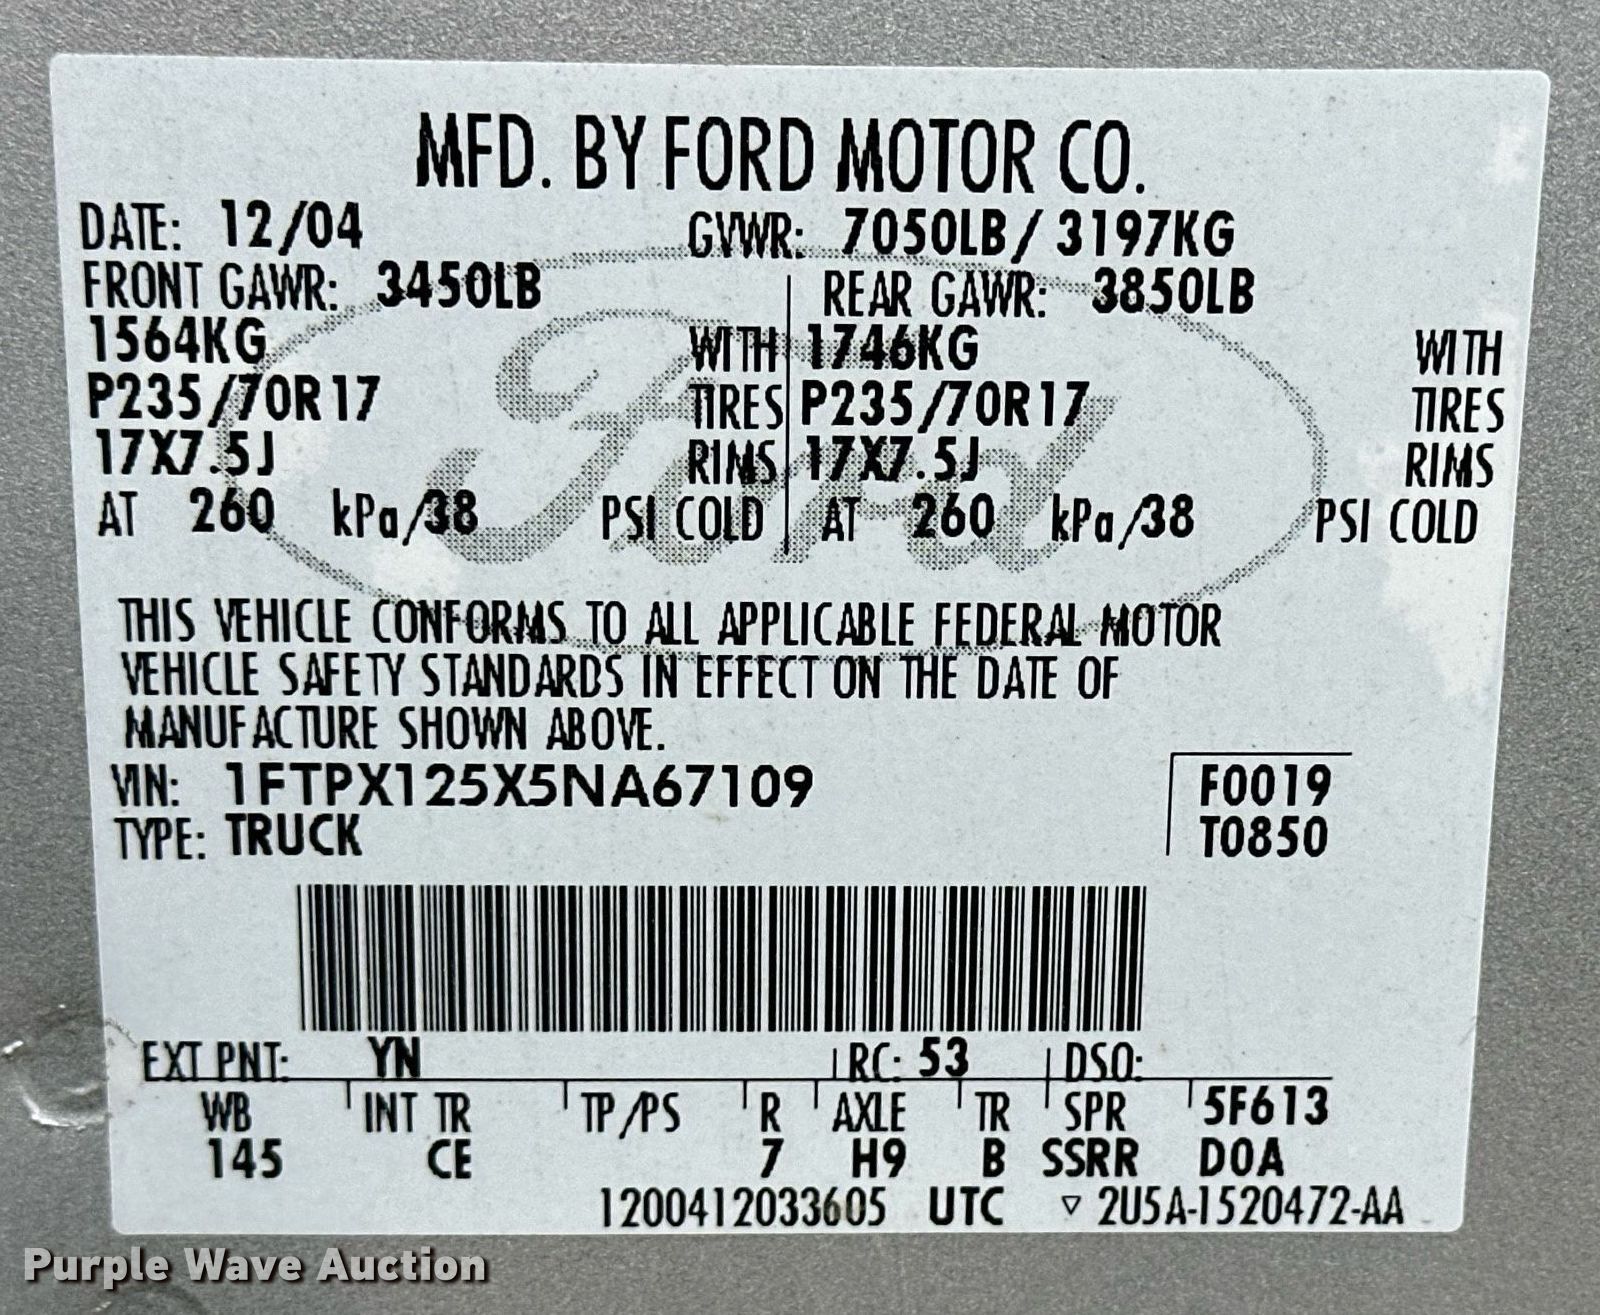 MFD. BY FORD MOTOR CO.
DATE: 12/04 GVWR: 7050LB/ 3197KG
FRONT GAWR: 3450LB REAR GAWR: 3850LB
1564KG WITH 1746KG WITH
P235/70R17 TIRES P235/70R17 TIRES
17X7.5J RIMS 17X7.5J RIMS
AT 260 kPa/38 PSI COLD AT 260 kPa/38 PSI COLD
Ford
THIS VEHICLE CONFORMS TO ALL APPLICABLE FEDERAL MOTOR
VEHICLE SAFETY STANDARDS IN EFFECT ON THE DATE OF
MANUFACTURE SHOWN ABOVE.
VIN: 1FTPX125X5NA67109 F0019
TYPE: TRUCK T0850
EXT PNT: YN RC: 53 DSO:
WB INT TR TP/PS R AXLE TR SPR 5F613
145 CE 7 H9 B SSRR DOA
1200412033605 UTC ▽ 2U5A-1520472-AA
Purple Wave Auction